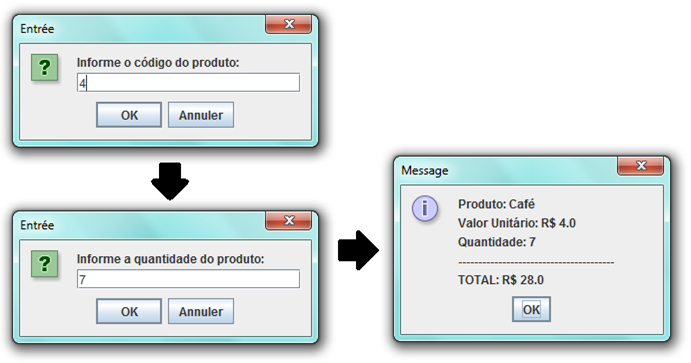 Entrée
Informe o código do produto:
4
OK Annuler
Entrée
Informe a quantidade do produto:
7
OK Annuler
Message
Produto: Café
Valor Unitário: R$ 4.0
Quantidade: 7
---------------------------------------
TOTAL: R$ 28.0
OK